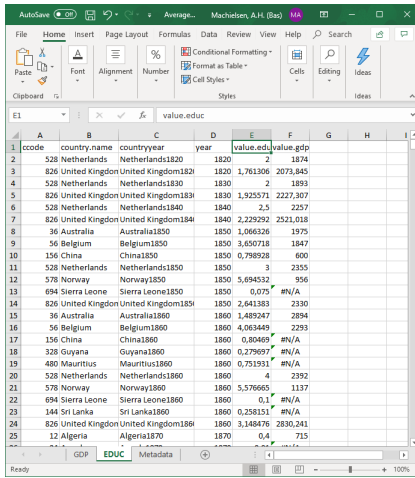 AutoSave Off Average... Machielsen, A.H. (Bas) MA
File Home Insert Page Layout Formulas Data Review View Help Search
Paste Font Alignment Number Conditional Formatting Format as Table Cell Styles Cells Editing Ideas
Clipboard Styles Ideas
E1 fx value.educ
A B C D E F G H I
1 ccode country.name countryyear year value.edu value.gdp
2 528 Netherlands Netherlands1820 1820 2 1874
3 826 United Kingdon United Kingdom182 1820 1,761306 2073,845
4 528 Netherlands Netherlands1830 1830 2 1893
5 826 United Kingdon United Kingdom183 1830 1,925571 2227,307
6 528 Netherlands Netherlands1840 1840 2,5 2257
7 826 United Kingdon United Kingdom184 1840 2,229292 2521,018
8 36 Australia Australia1850 1850 1,066326 1975
9 56 Belgium Belgium1850 1850 3,650718 1847
10 156 China China1850 1850 0,798928 600
11 528 Netherlands Netherlands1850 1850 3 2355
12 578 Norway Norway1850 1850 5,694532 956
13 694 Sierra Leone Sierra Leone1850 1850 0,075 #N/A
14 826 United Kingdon United Kingdom185 1850 2,641383 2330
15 36 Australia Australia1860 1860 1,489247 2894
16 56 Belgium Belgium1860 1860 4,063449 2293
17 156 China China1860 1860 0,80469 #N/A
18 328 Guyana Guyana1860 1860 0,279697 #N/A
19 480 Mauritius Mauritius1860 1860 0,751931 #N/A
20 528 Netherlands Netherlands1860 1860 4 2392
21 578 Norway Norway1860 1860 5,576665 1137
22 694 Sierra Leone Sierra Leone1860 1860 0,1 #N/A
23 144 Sri Lanka Sri Lanka1860 1860 0,258151 #N/A
24 826 United Kingdon United Kingdom186 1860 3,148476 2830,241
25 12 Algeria Algeria1870 1870 0,4 715
GDP EDUC Metadata
Ready 100%